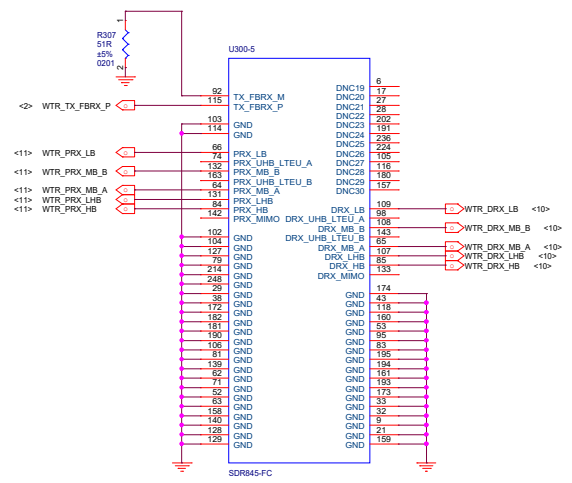 1
R307
51R
±5%
0201
2
U300-5
92 TX_FBRX_M
<2> WTR_TX_FBRX_P 115 TX_FBRX_P
103 GND
114 GND
<11> WTR_PRX_LB 66 PRX_LB
74 PRX_UHB_LTEU_A
<11> WTR_PRX_MB_B 132 PRX_MB_B
163 PRX_UHB_LTEU_B
<11> WTR_PRX_MB_A 64 PRX_MB_A
<11> WTR_PRX_LHB 131 PRX_LHB
<11> WTR_PRX_HB 84 PRX_HB
142 PRX_MIMO
102 GND
104 GND
127 GND
79 GND
214 GND
248 GND
29 GND
38 GND
172 GND
182 GND
181 GND
190 GND
106 GND
81 GND
139 GND
62 GND
71 GND
52 GND
63 GND
158 GND
140 GND
128 GND
129 GND
DNC19 6
DNC20 17
DNC21 27
DNC22 28
DNC23 202
DNC24 191
DNC25 236
DNC26 224
DNC27 105
DNC28 116
DNC29 180
DNC30 157
DRX_LB 109 WTR_DRX_LB <10>
DRX_UHB_LTEU_A 98
DRX_MB_B 108 WTR_DRX_MB_B <10>
DRX_UHB_LTEU_B 143
DRX_MB_A 65 WTR_DRX_MB_A <10>
DRX_LHB 107 WTR_DRX_LHB <10>
DRX_HB 85 WTR_DRX_HB <10>
DRX_MIMO 133
GND 174
GND 43
GND 118
GND 160
GND 53
GND 95
GND 83
GND 195
GND 194
GND 161
GND 193
GND 173
GND 33
GND 32
GND 9
GND 21
GND 159
SDR845-FC